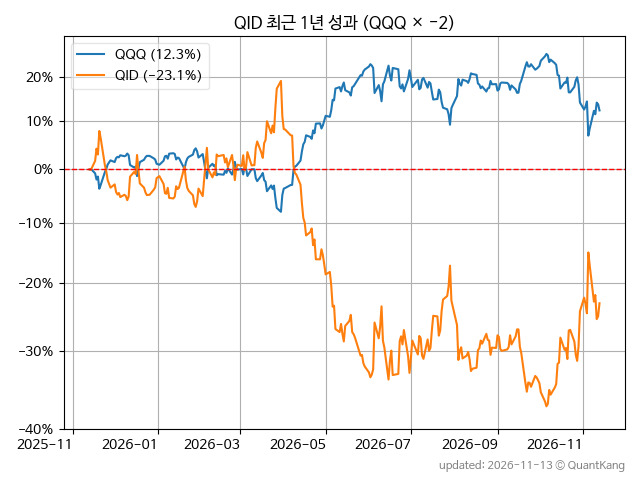 QID 최근 1년 성과 (QQQ × −2)
QQQ (12.3%)
QID (−23.1%)
20%
10%
0%
−10%
−20%
−30%
−40%
2025−11 2026−01 2026−03 2026−05 2026−07 2026−09 2026−11
updated: 2026−11−13 ⓒ QuantKang